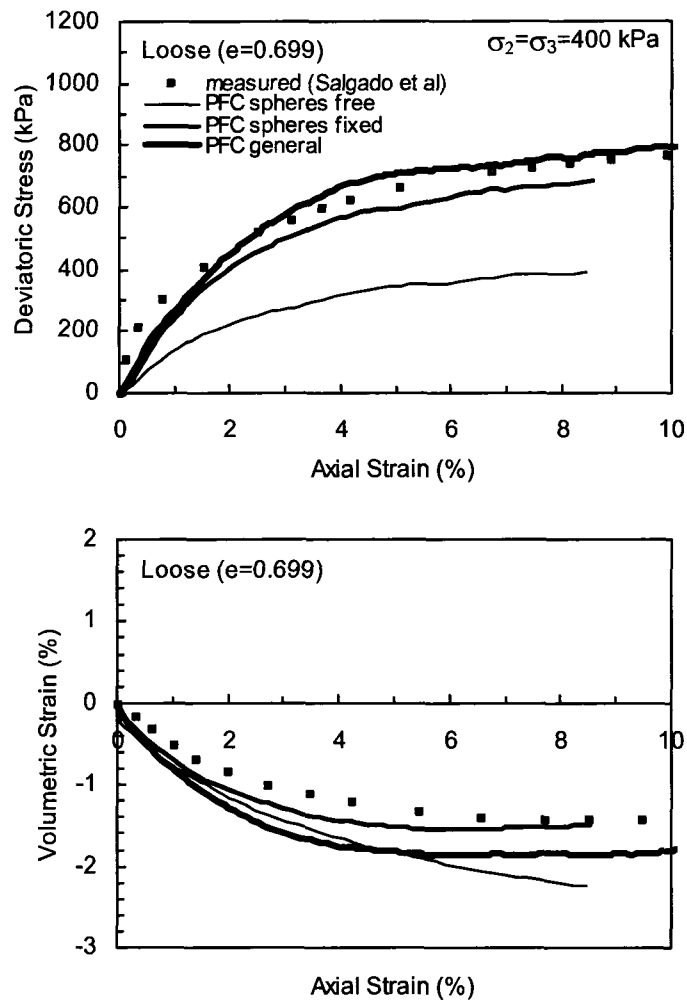 1200
1000
800
600
400
200
0
Deviatoric Stress (kPa)
Loose (e=0.699)
σ2=σ3=400 kPa
measured (Salgado et al)
PFC spheres free
PFC spheres fixed
PFC general
0 2 4 6 8 10
Axial Strain (%)
2
1
0
-1
-2
-3
Volumetric Strain (%)
Loose (e=0.699)
0 2 4 6 8 10
Axial Strain (%)